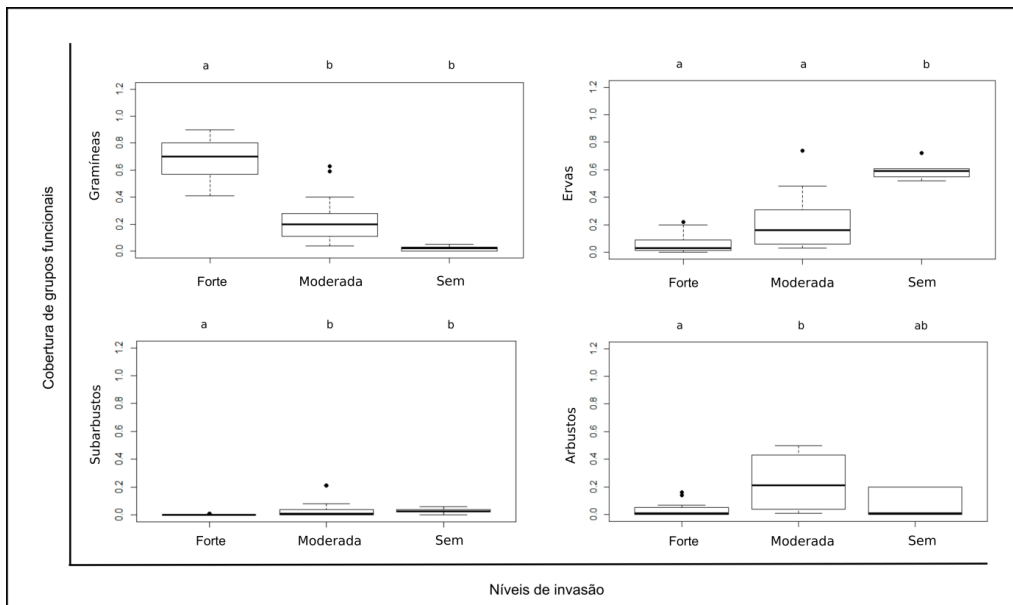 a b b
Gramíneas
0.0 0.2 0.4 0.6 0.8 1.0 1.2
Forte Moderada Sem
a a b
Ervas
0.0 0.2 0.4 0.6 0.8 1.0 1.2
Forte Moderada Sem
Cobertura de grupos funcionais
a b b
Subarbustos
0.0 0.2 0.4 0.6 0.8 1.0 1.2
Forte Moderada Sem
a b ab
Arbustos
0.0 0.2 0.4 0.6 0.8 1.0 1.2
Forte Moderada Sem
Níveis de invasão